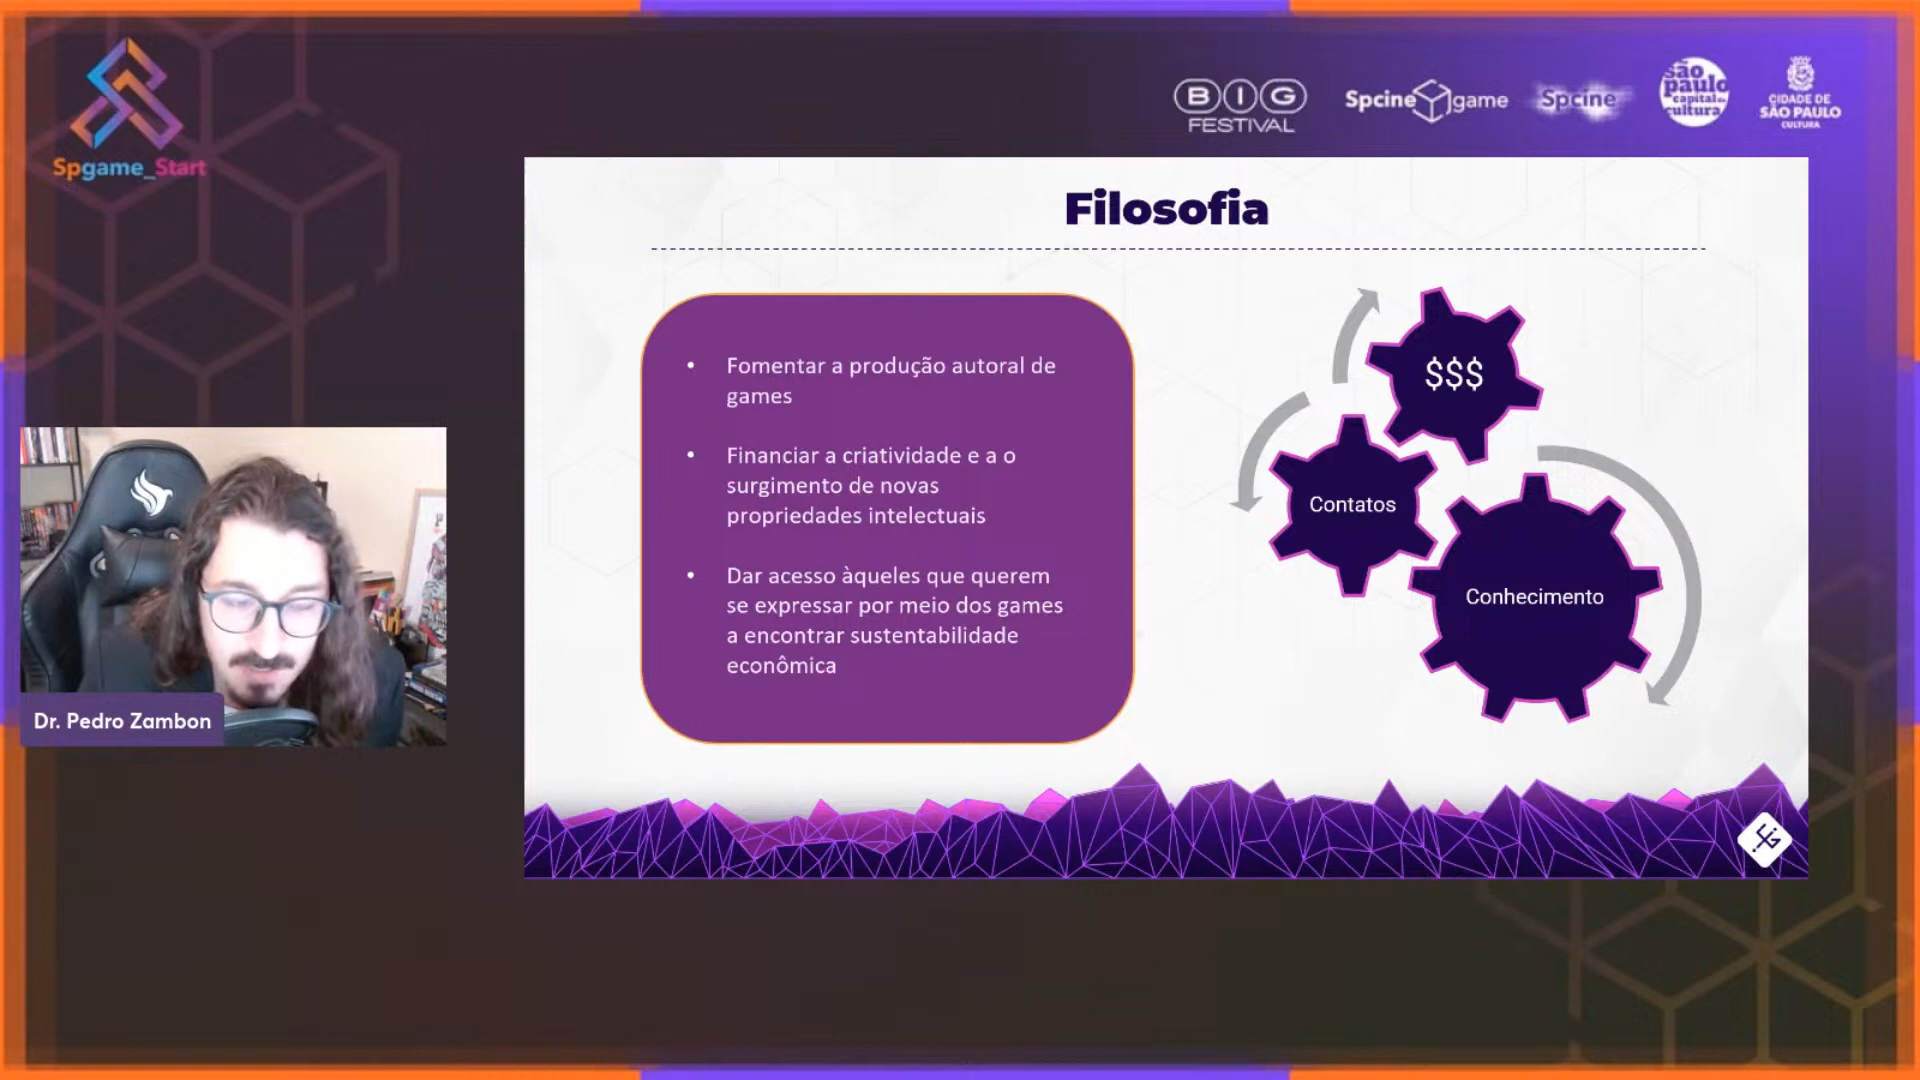 Spgame_Start
BIG
FESTIVAL
Spcine game
Spcine
são
paulo
capital da
cultura
CIDADE DE
SÃO PAULO
CULTURA
Filosofia
• Fomentar a produção autoral de
games
• Financiar a criatividade e a o
surgimento de novas
propriedades intelectuais
• Dar acesso àqueles que querem
se expressar por meio dos games
a encontrar sustentabilidade
econômica
$$$
Contatos
Conhecimento
Dr. Pedro Zambon